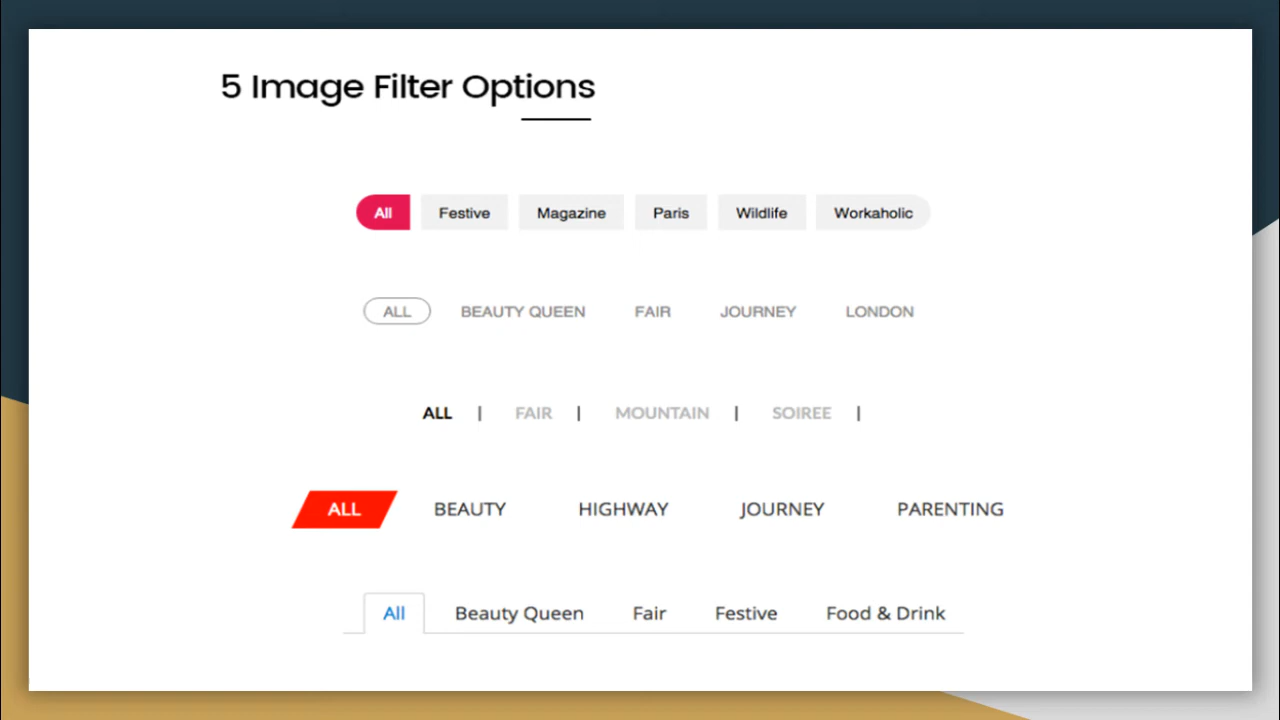 5 Image Filter Options
All Festive Magazine Paris Wildlife Workaholic
ALL BEAUTY QUEEN FAIR JOURNEY LONDON
ALL | FAIR | MOUNTAIN | SOIREE |
ALL BEAUTY HIGHWAY JOURNEY PARENTING
All Beauty Queen Fair Festive Food & Drink